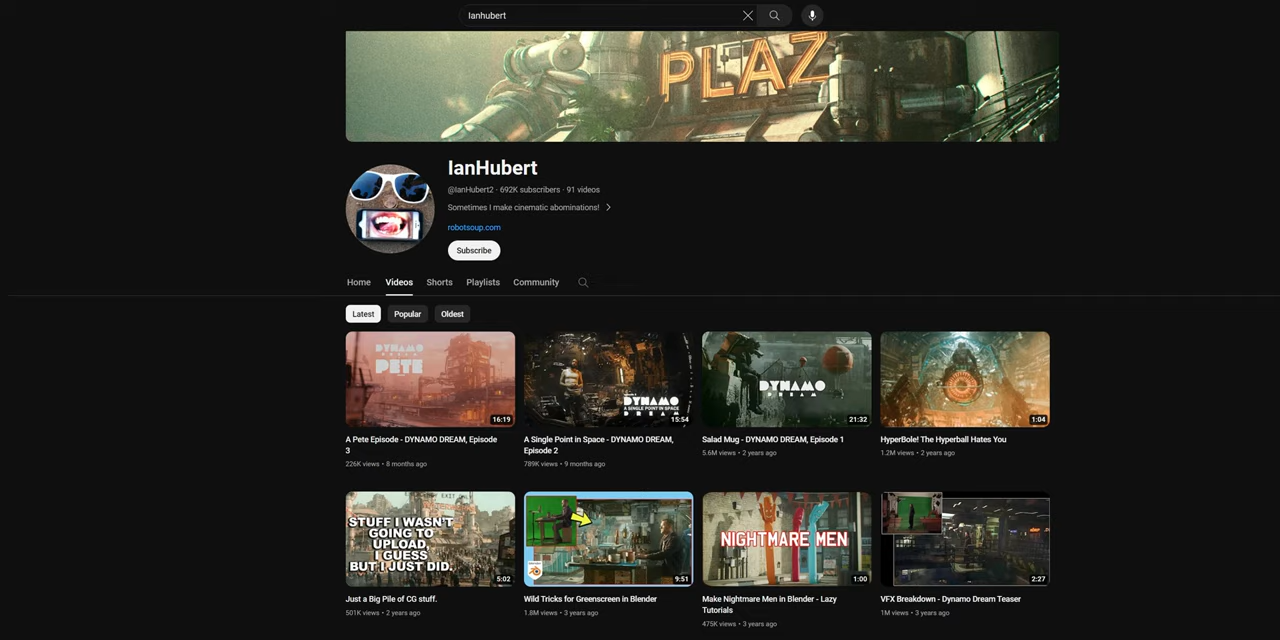 Ianhubert
PLAZ
IanHubert
@IanHubert2 · 692K subscribers · 91 videos
Sometimes I make cinematic abominations!
robotsoup.com
Subscribe
Home Videos Shorts Playlists Community
Latest Popular Oldest
DYNAMO
DREAM
PETE
16:19
DYNAMO
A SINGLE POINT IN SPACE
DREAM
15:54
DYNAMO
DREAM
21:32
1:04
A Pete Episode - DYNAMO DREAM, Episode
3
226K views • 8 months ago
A Single Point in Space - DYNAMO DREAM,
Episode 2
789K views • 9 months ago
Salad Mug - DYNAMO DREAM, Episode 1
5.6M views • 2 years ago
HyperBole! The Hyperball Hates You
1.2M views • 2 years ago
EXIT
STUFF I WASN'T
GOING TO
UPLOAD,
I GUESS
BUT I JUST DID.
5:02
9:51
NIGHTMARE MEN
1:00
2:27
Just a Big Pile of CG stuff.
501K views • 2 years ago
Wild Tricks for Greenscreen in Blender
1.8M views • 3 years ago
Make Nightmare Men in Blender - Lazy
Tutorials
475K views • 3 years ago
VFX Breakdown - Dynamo Dream Teaser
1M views • 3 years ago